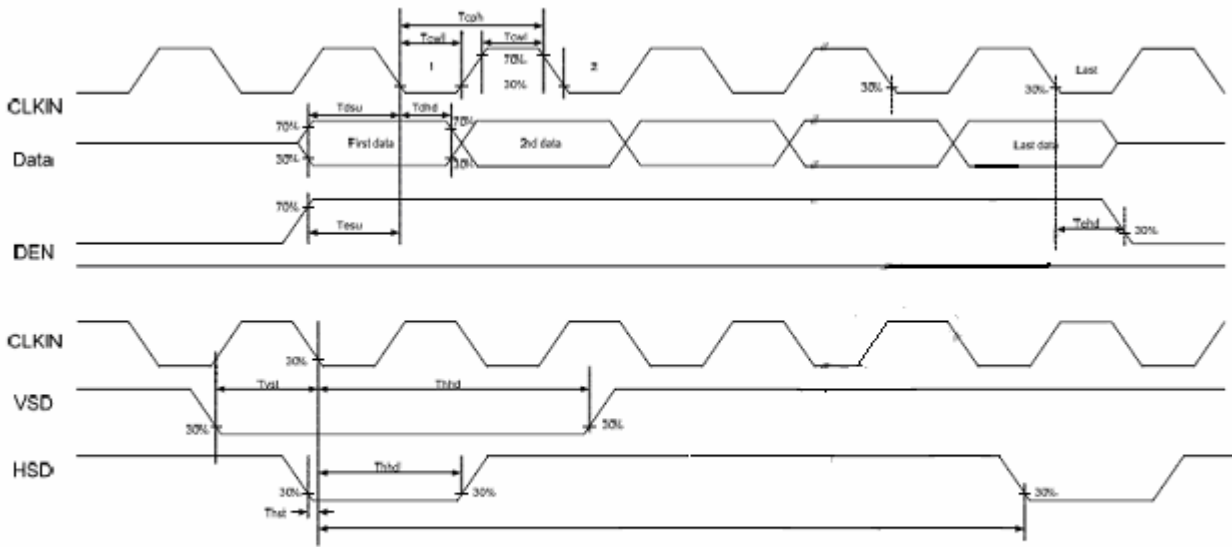 Tcph
Tcwl Tcwl
1 70% 2 Last
30% 30% 30%
CLKIN
Tdsu Tdhd
70% 70%
First data 2nd data Last data
Data 30% 30%
70%
Tesu Tehd
30%
DEN
CLKIN
30%
Tvst Thhd
VSD
30% 30%
HSD
Thhd
30% 30% 30%
Thst